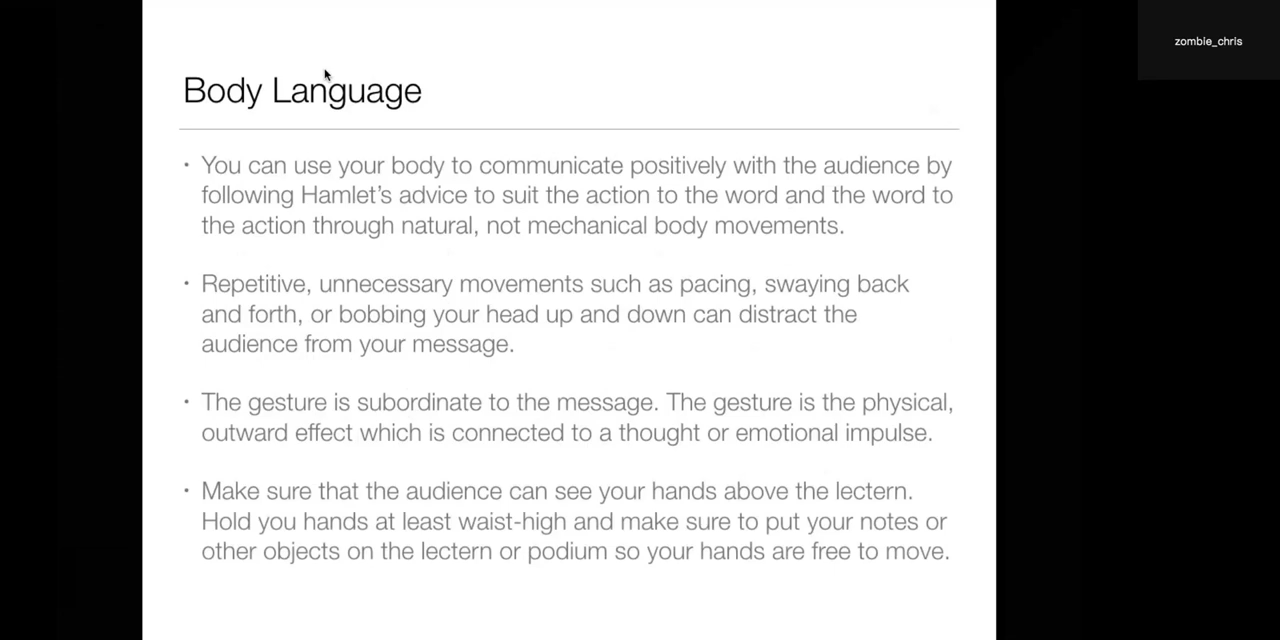 zombie_chris
Body Language
• You can use your body to communicate positively with the audience by
following Hamlet's advice to suit the action to the word and the word to
the action through natural, not mechanical body movements.
• Repetitive, unnecessary movements such as pacing, swaying back
and forth, or bobbing your head up and down can distract the
audience from your message.
• The gesture is subordinate to the message. The gesture is the physical,
outward effect which is connected to a thought or emotional impulse.
• Make sure that the audience can see your hands above the lectern.
Hold you hands at least waist-high and make sure to put your notes or
other objects on the lectern or podium so your hands are free to move.